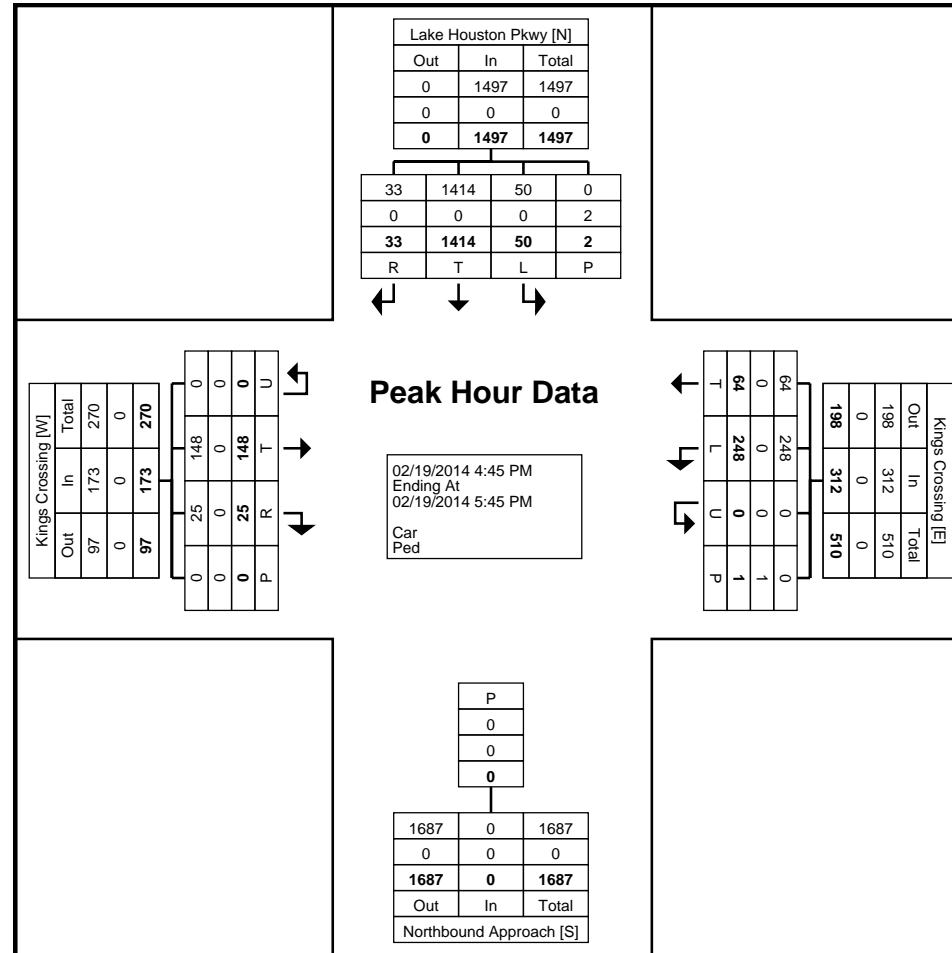 Lake Houston Pkwy [N]
Out In Total
0 1497 1497
0 0 0
0 1497 1497
33 1414 50 0
0 0 0 2
33 1414 50 2
R T L P
Kings Crossing [W]
Out In Total
97 173 270
0 0 0
97 173 270
0 25 148 0
0 0 0 0
0 25 148 0
P R T U
Peak Hour Data
02/19/2014 4:45 PM
Ending At
02/19/2014 5:45 PM
Car
Ped
Kings Crossing [E]
Out In Total
198 312 510
0 0 0
198 312 510
64 248 0 0
0 0 0 1
64 248 0 1
T L U P
P
0
0
0
1687 0 1687
0 0 0
1687 0 1687
Out In Total
Northbound Approach [S]